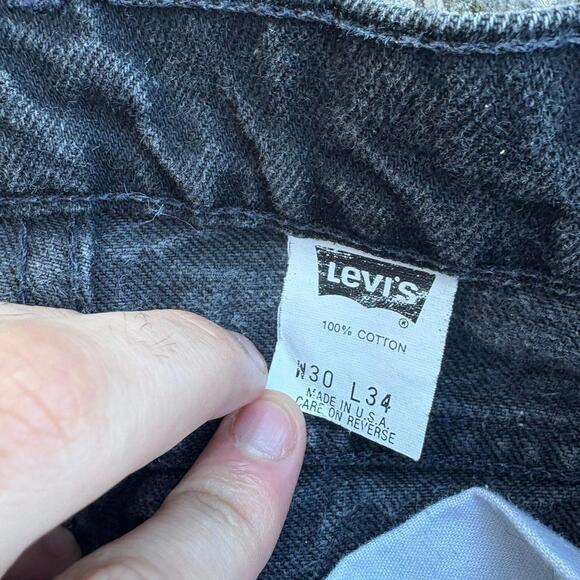 Levi's
®
100% COTTON
W30 L34
MADE IN U.S.A.
CARE ON REVERSE